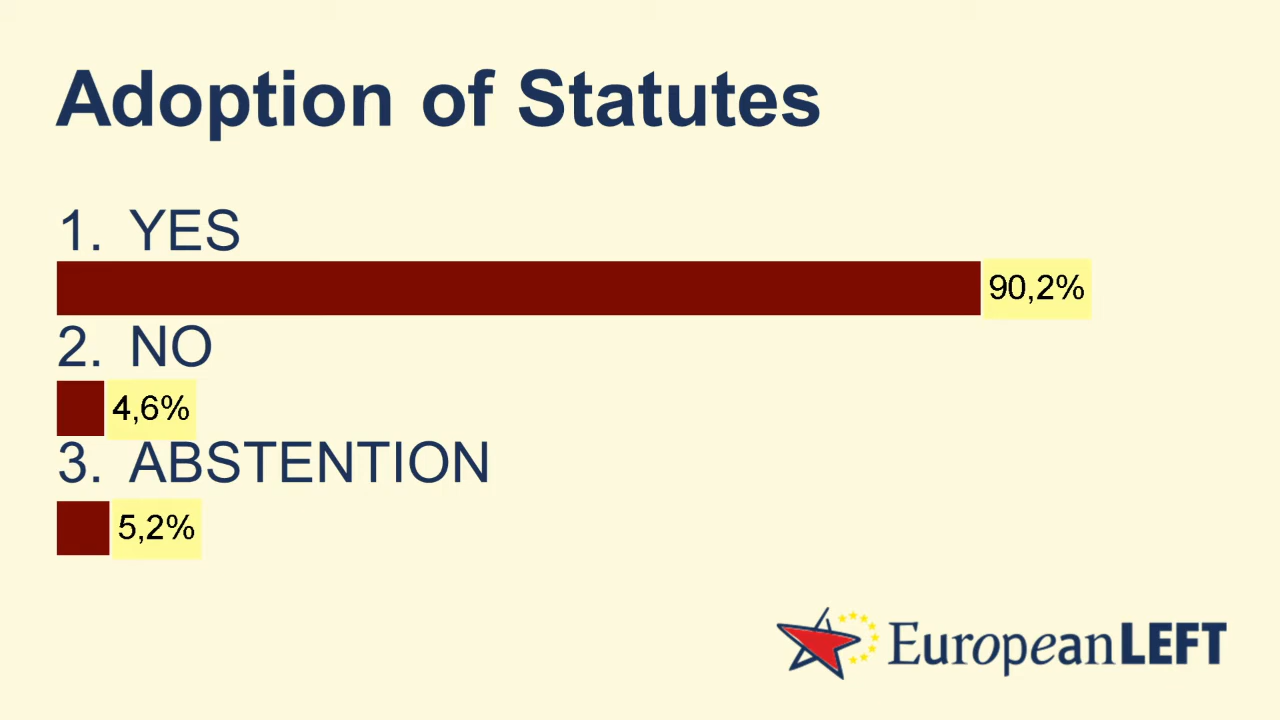 Adoption of Statutes
1. YES
90,2%
2. NO
4,6%
3. ABSTENTION
5,2%
EuropeanLEFT